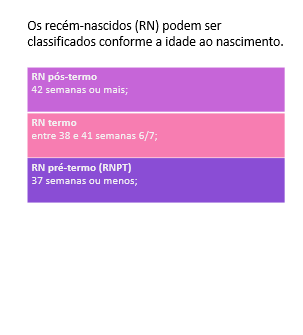 Os recém-nascidos (RN) podem ser
classificados conforme a idade ao nascimento.
RN pós-termo
42 semanas ou mais;
RN termo
entre 38 e 41 semanas 6/7;
RN pré-termo (RNPT)
37 semanas ou menos;